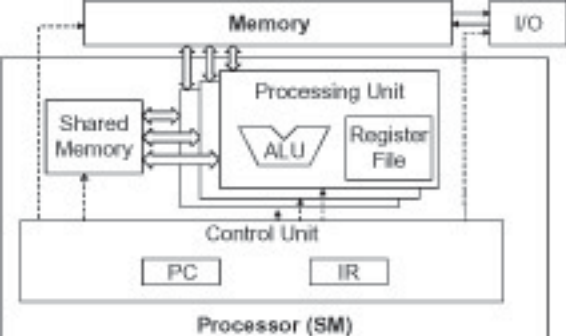 Memory
I/O
Processing Unit
Shared
Memory
ALU
Register
File
Control Unit
PC
IR
Processor (SM)